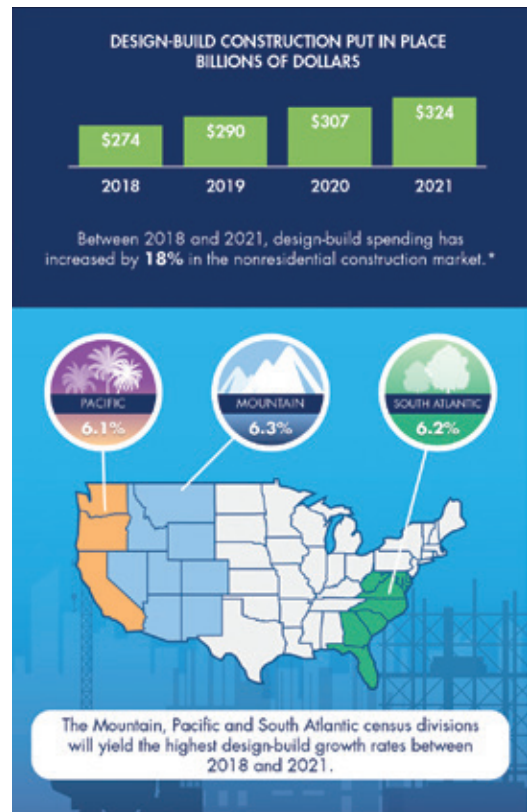 DESIGN-BUILD CONSTRUCTION PUT IN PLACE
BILLIONS OF DOLLARS
$274
$290
$307
$324
2018
2019
2020
2021
Between 2018 and 2021, design-build spending has
increased by 18% in the nonresidential construction market.*
PACIFIC
6.1%
MOUNTAIN
6.3%
SOUTH ATLANTIC
6.2%
The Mountain, Pacific and South Atlantic census divisions
will yield the highest design-build growth rates between
2018 and 2021.